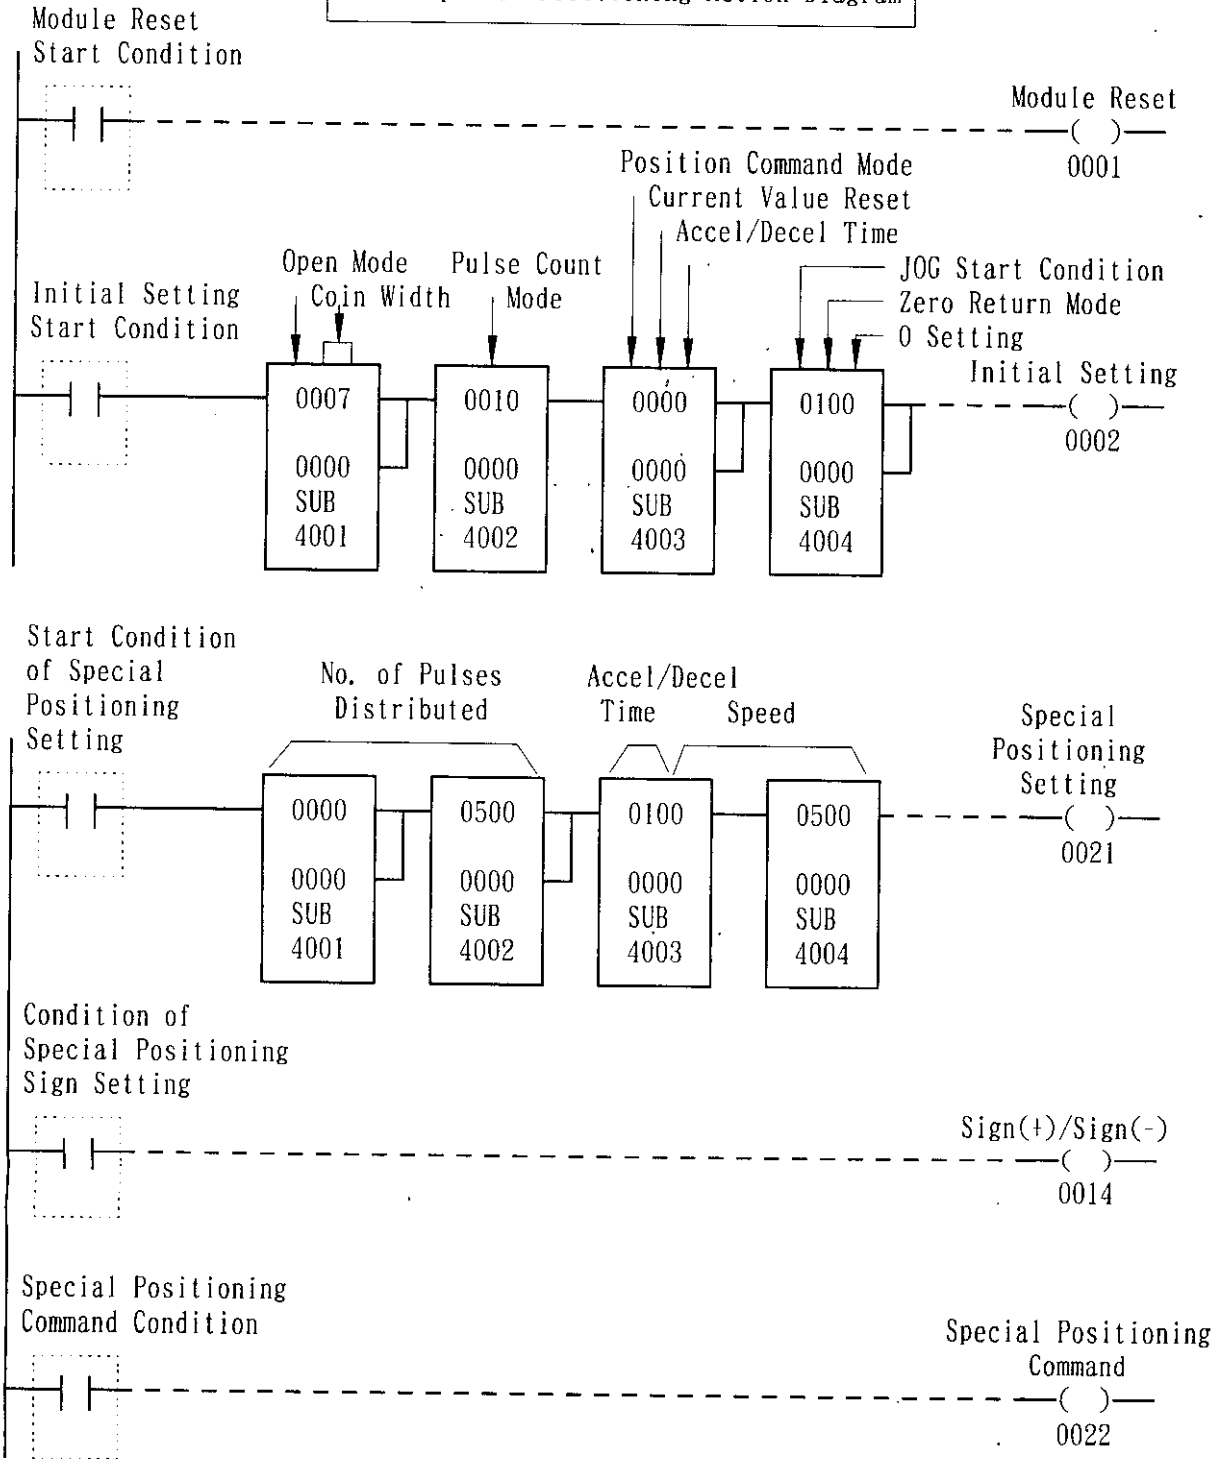 Positioning Action Diagram
Module Reset
Start Condition
Module Reset
0001
Position Command Mode
Current Value Reset
Accel/Decel Time
Open Mode
Coin Width
Pulse Count
Mode
JOG Start Condition
Zero Return Mode
0 Setting
Initial Setting
Start Condition
Initial Setting
0002
0007
0000
SUB
4001
0010
0000
SUB
4002
0000
0000
SUB
4003
0100
0000
SUB
4004
Start Condition
of Special
Positioning
Setting
No. of Pulses
Distributed
Accel/Decel
Time
Speed
Special
Positioning
Setting
0021
0000
0000
SUB
4001
0500
0000
SUB
4002
0100
0000
SUB
4003
0500
0000
SUB
4004
Condition of
Special Positioning
Sign Setting
Sign(+)/Sign(-)
0014
Special Positioning
Command Condition
Special Positioning
Command
0022